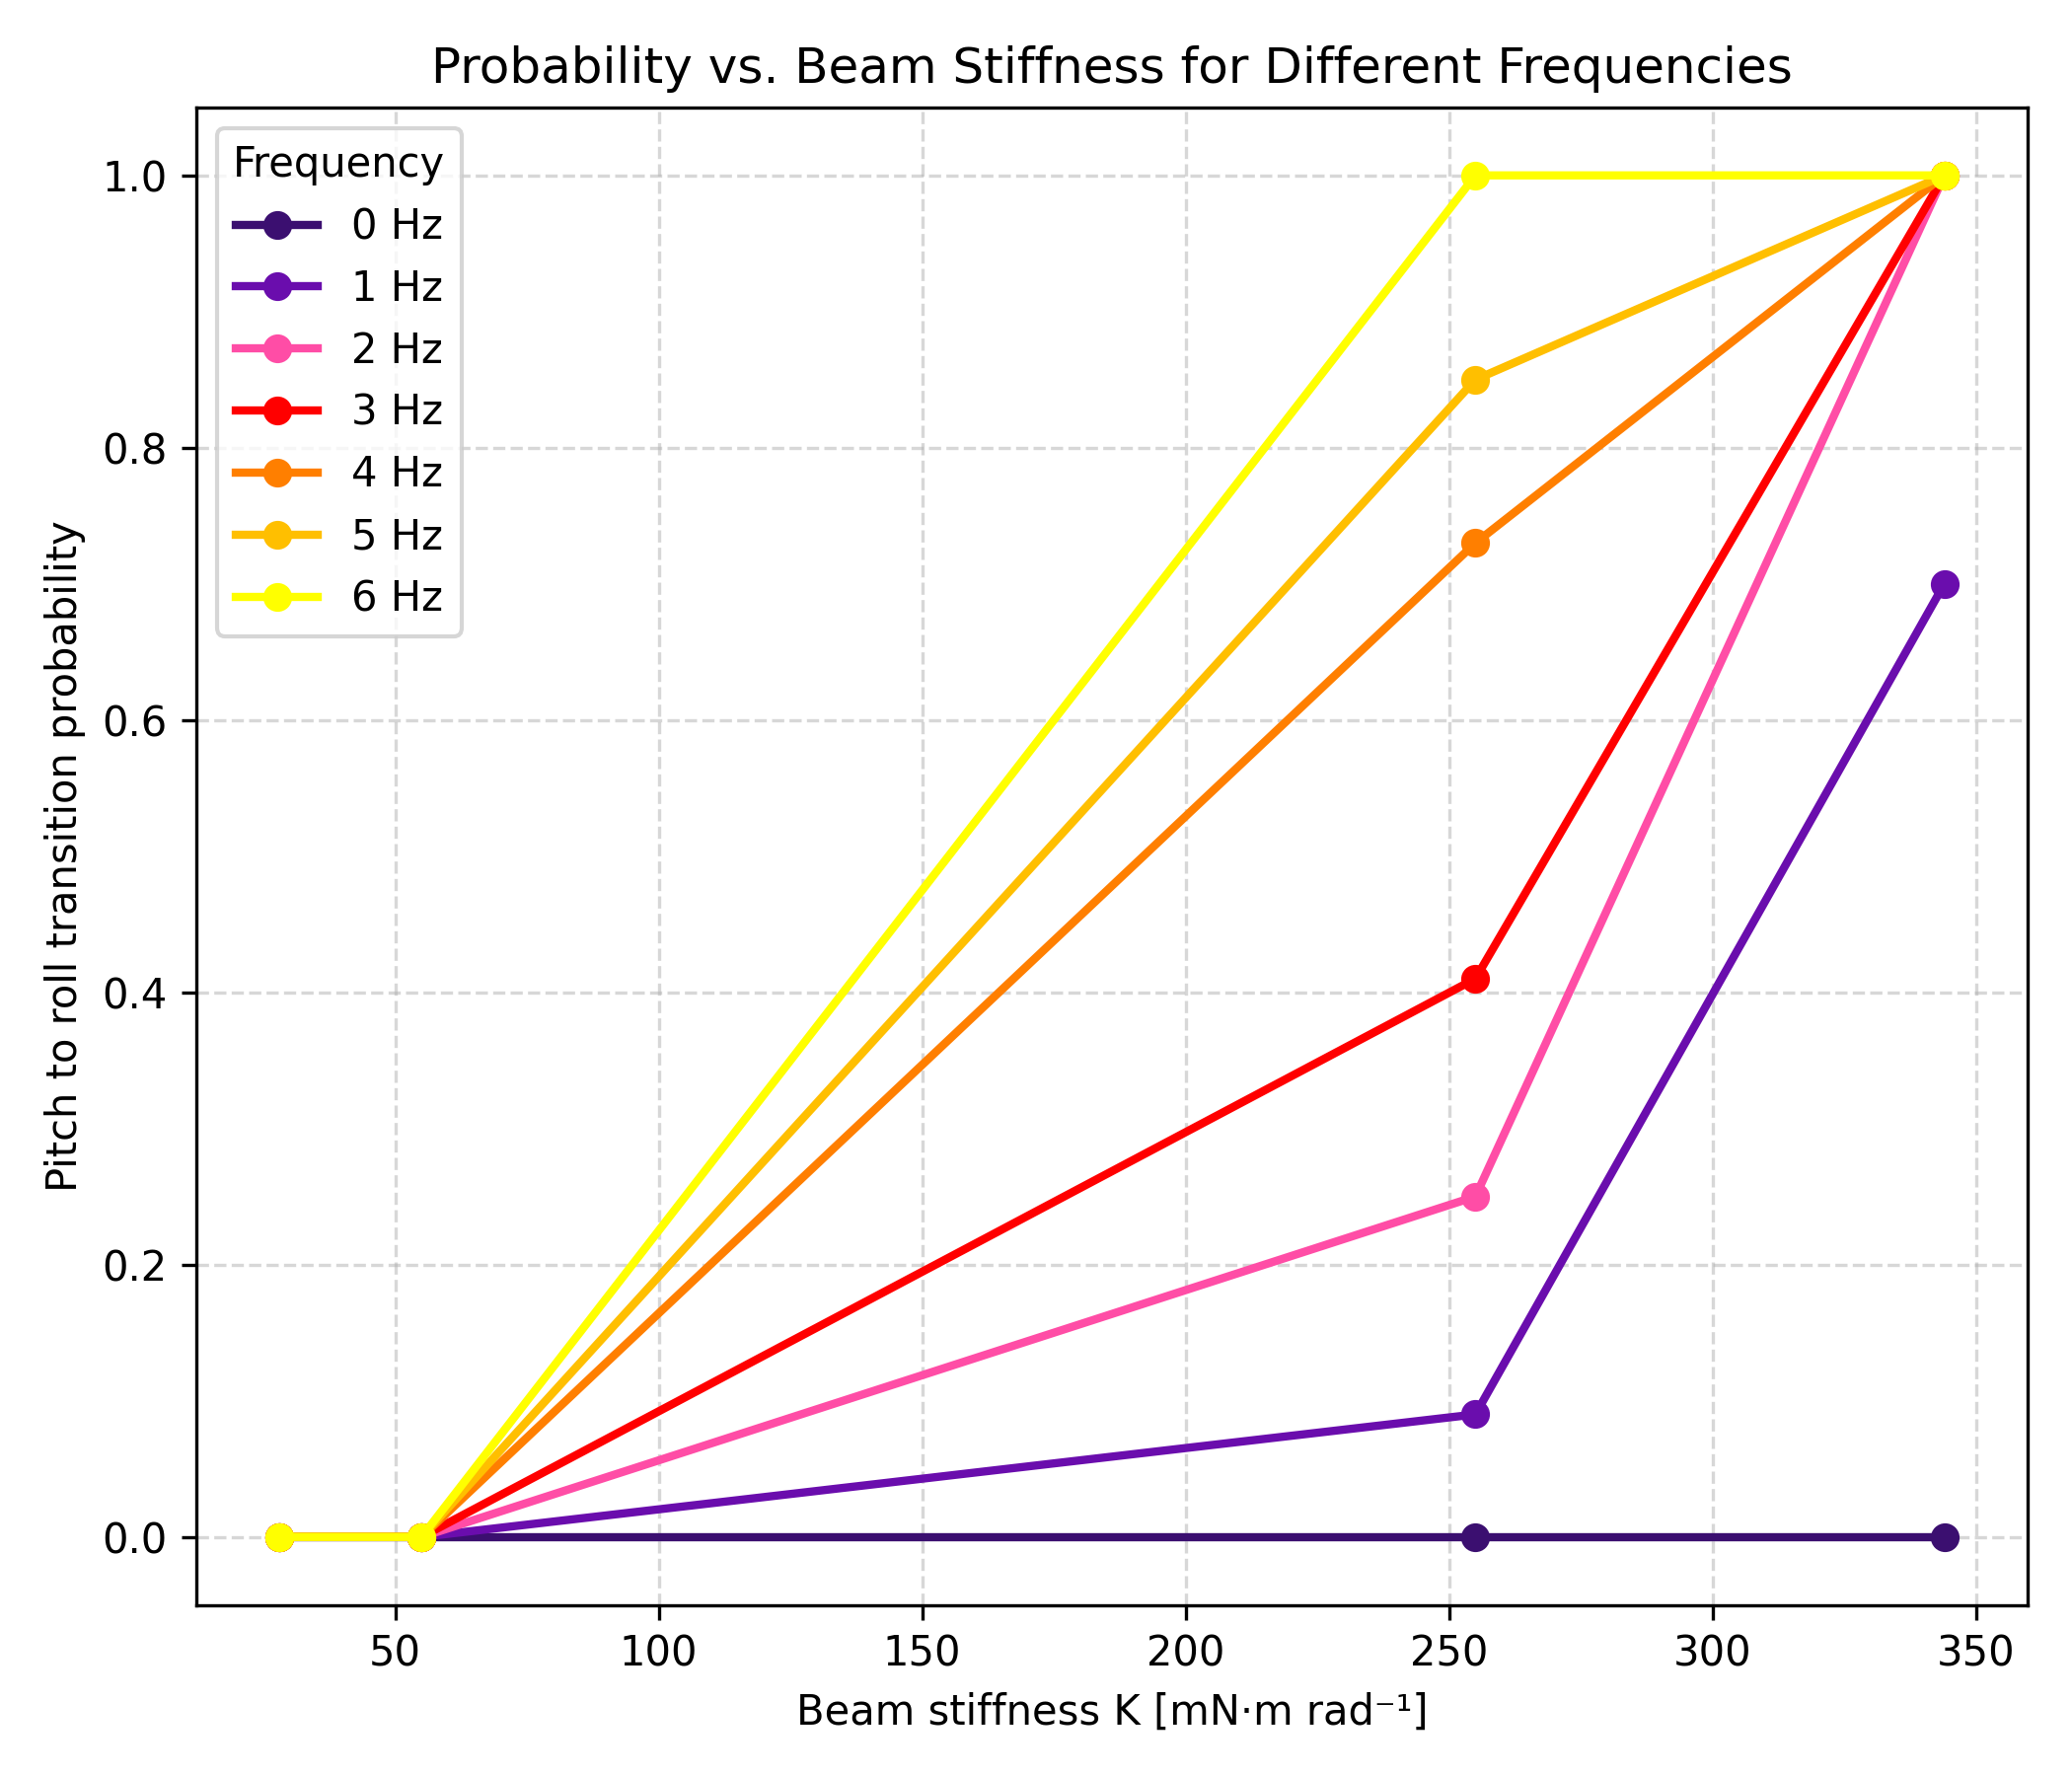 Probability vs. Beam Stiffness for Different Frequencies
Frequency
0 Hz
1 Hz
2 Hz
3 Hz
4 Hz
5 Hz
6 Hz
Pitch to roll transition probability
1.0
0.8
0.6
0.4
0.2
0.0
50 100 150 200 250 300 350
Beam stiffness K [mN·m rad⁻¹]